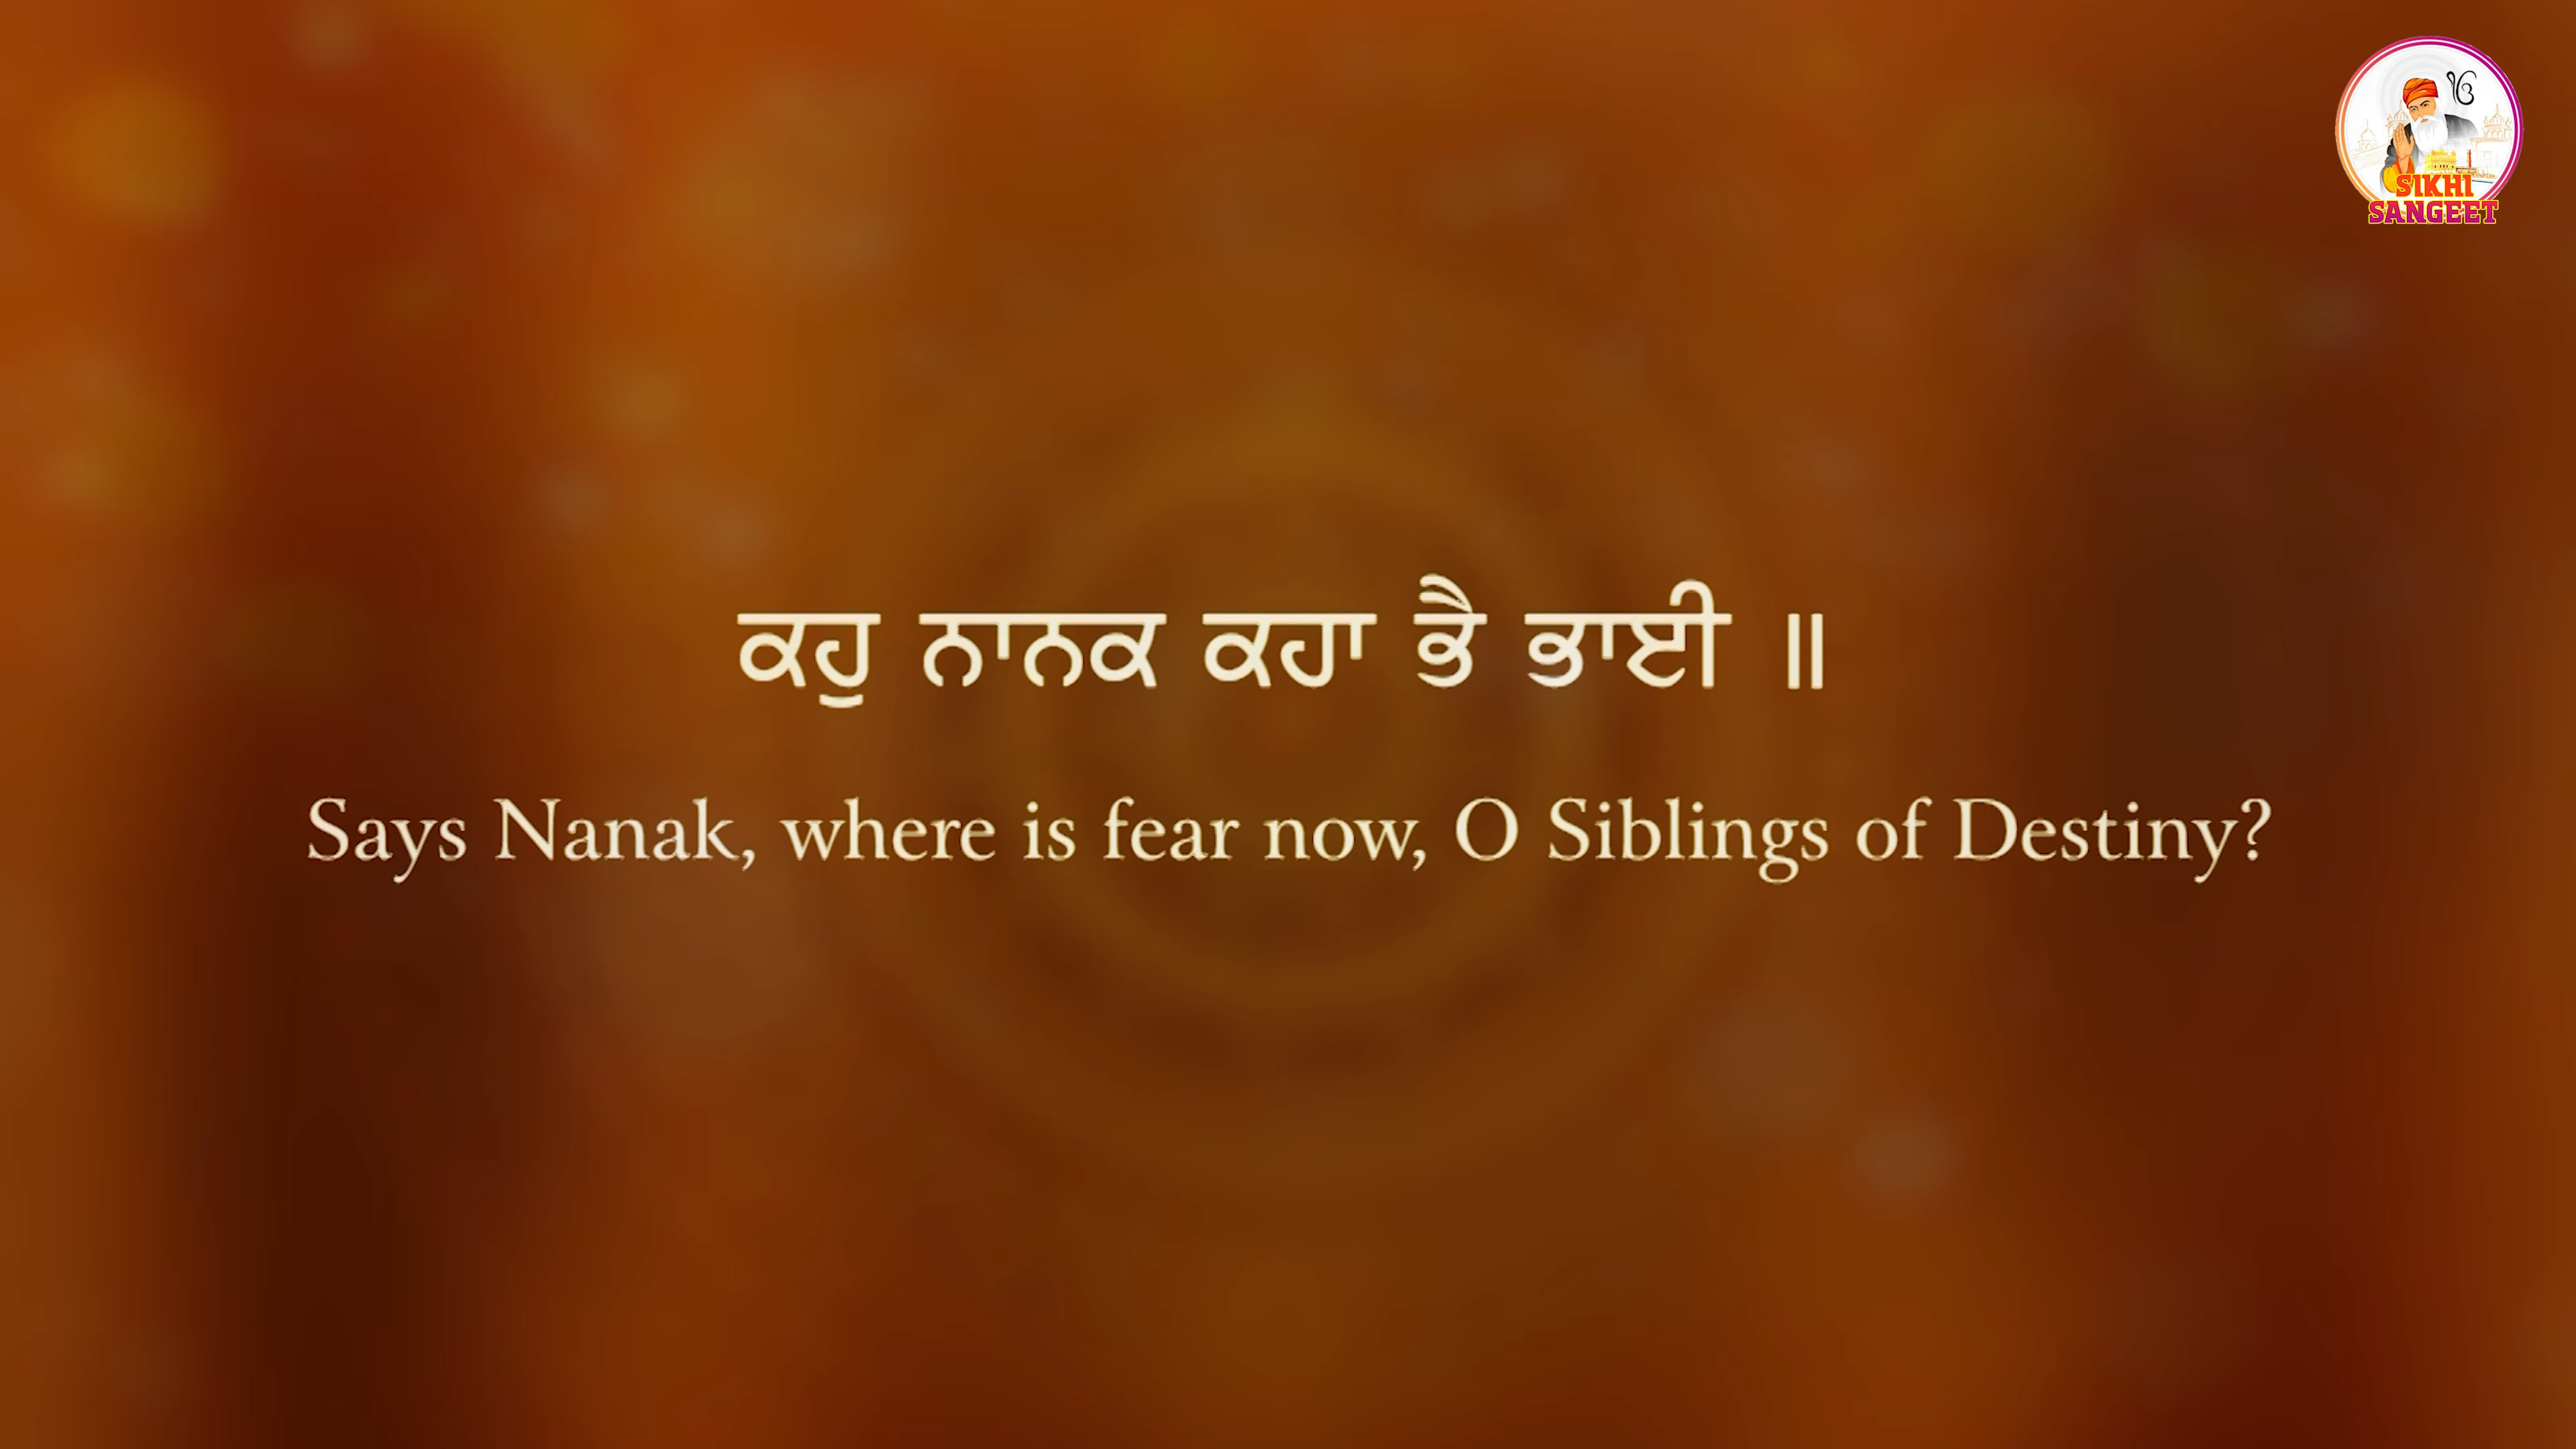 ੴ
SIKHI
SANGEET
ਕਹੁ ਨਾਨਕ ਕਹਾ ਭੈ ਭਾਈ ॥
Says Nanak, where is fear now, O Siblings of Destiny?